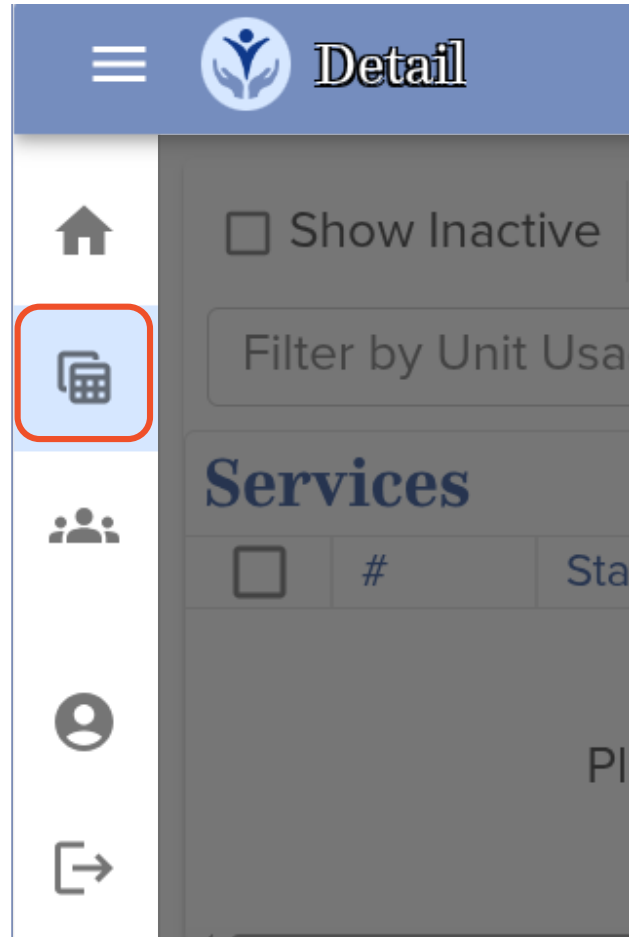 Detail
Show Inactive
Filter by Unit Usa
Services
# Sta
Pl